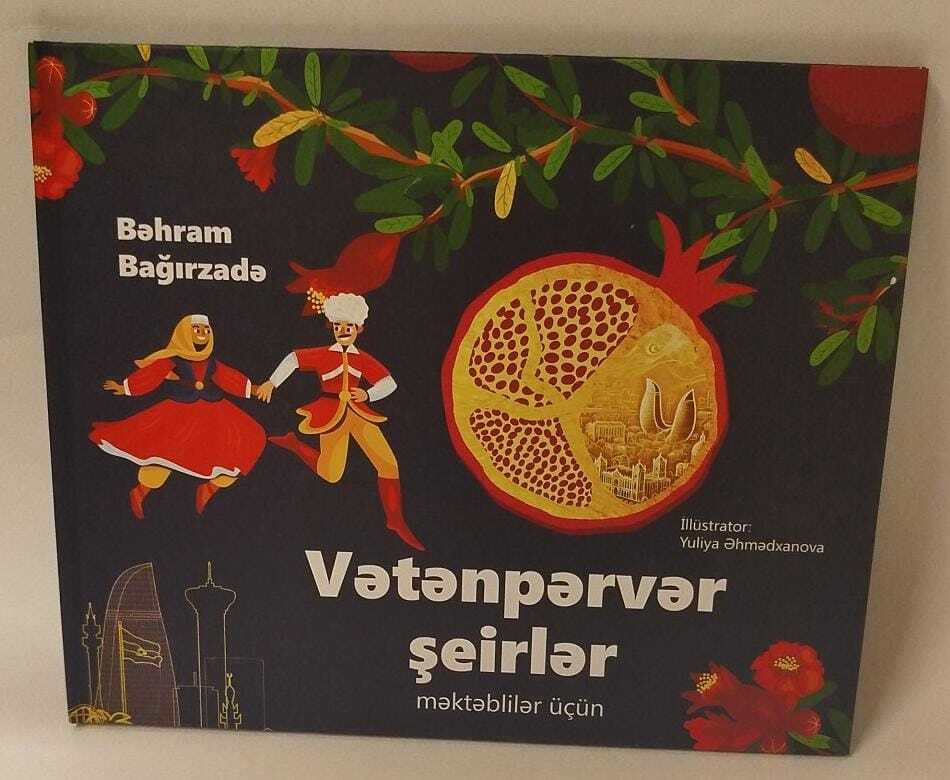 Bəhram
Bağırzadə
İllüstrator:
Yuliya Əhmədxanova
Vətənpərvər
şeirlər
məktəblilər üçün